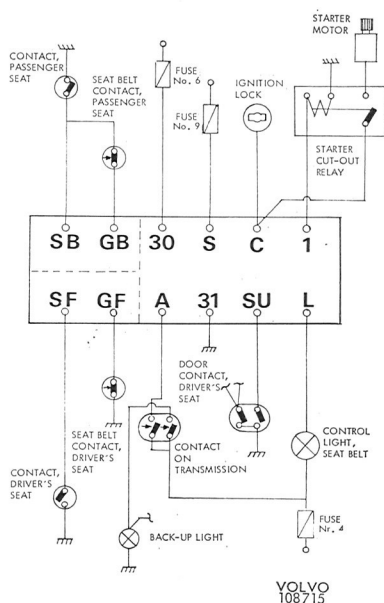 STARTER
MOTOR
CONTACT,
PASSENGER
SEAT
SEAT BELT
CONTACT,
PASSENGER
SEAT
FUSE
No. 6
FUSE
No. 9
IGNITION
LOCK
STARTER
CUT-OUT
RELAY
SB GB 30 S C 1
SF GF A 31 SU L
DOOR
CONTACT,
DRIVER'S
SEAT
SEAT BELT
CONTACT,
DRIVER'S
SEAT
CONTACT
ON
TRANSMISSION
CONTROL
LIGHT,
SEAT BELT
CONTACT,
DRIVER'S
SEAT
BACK-UP LIGHT
FUSE
Nr. 4
VOLVO
108715